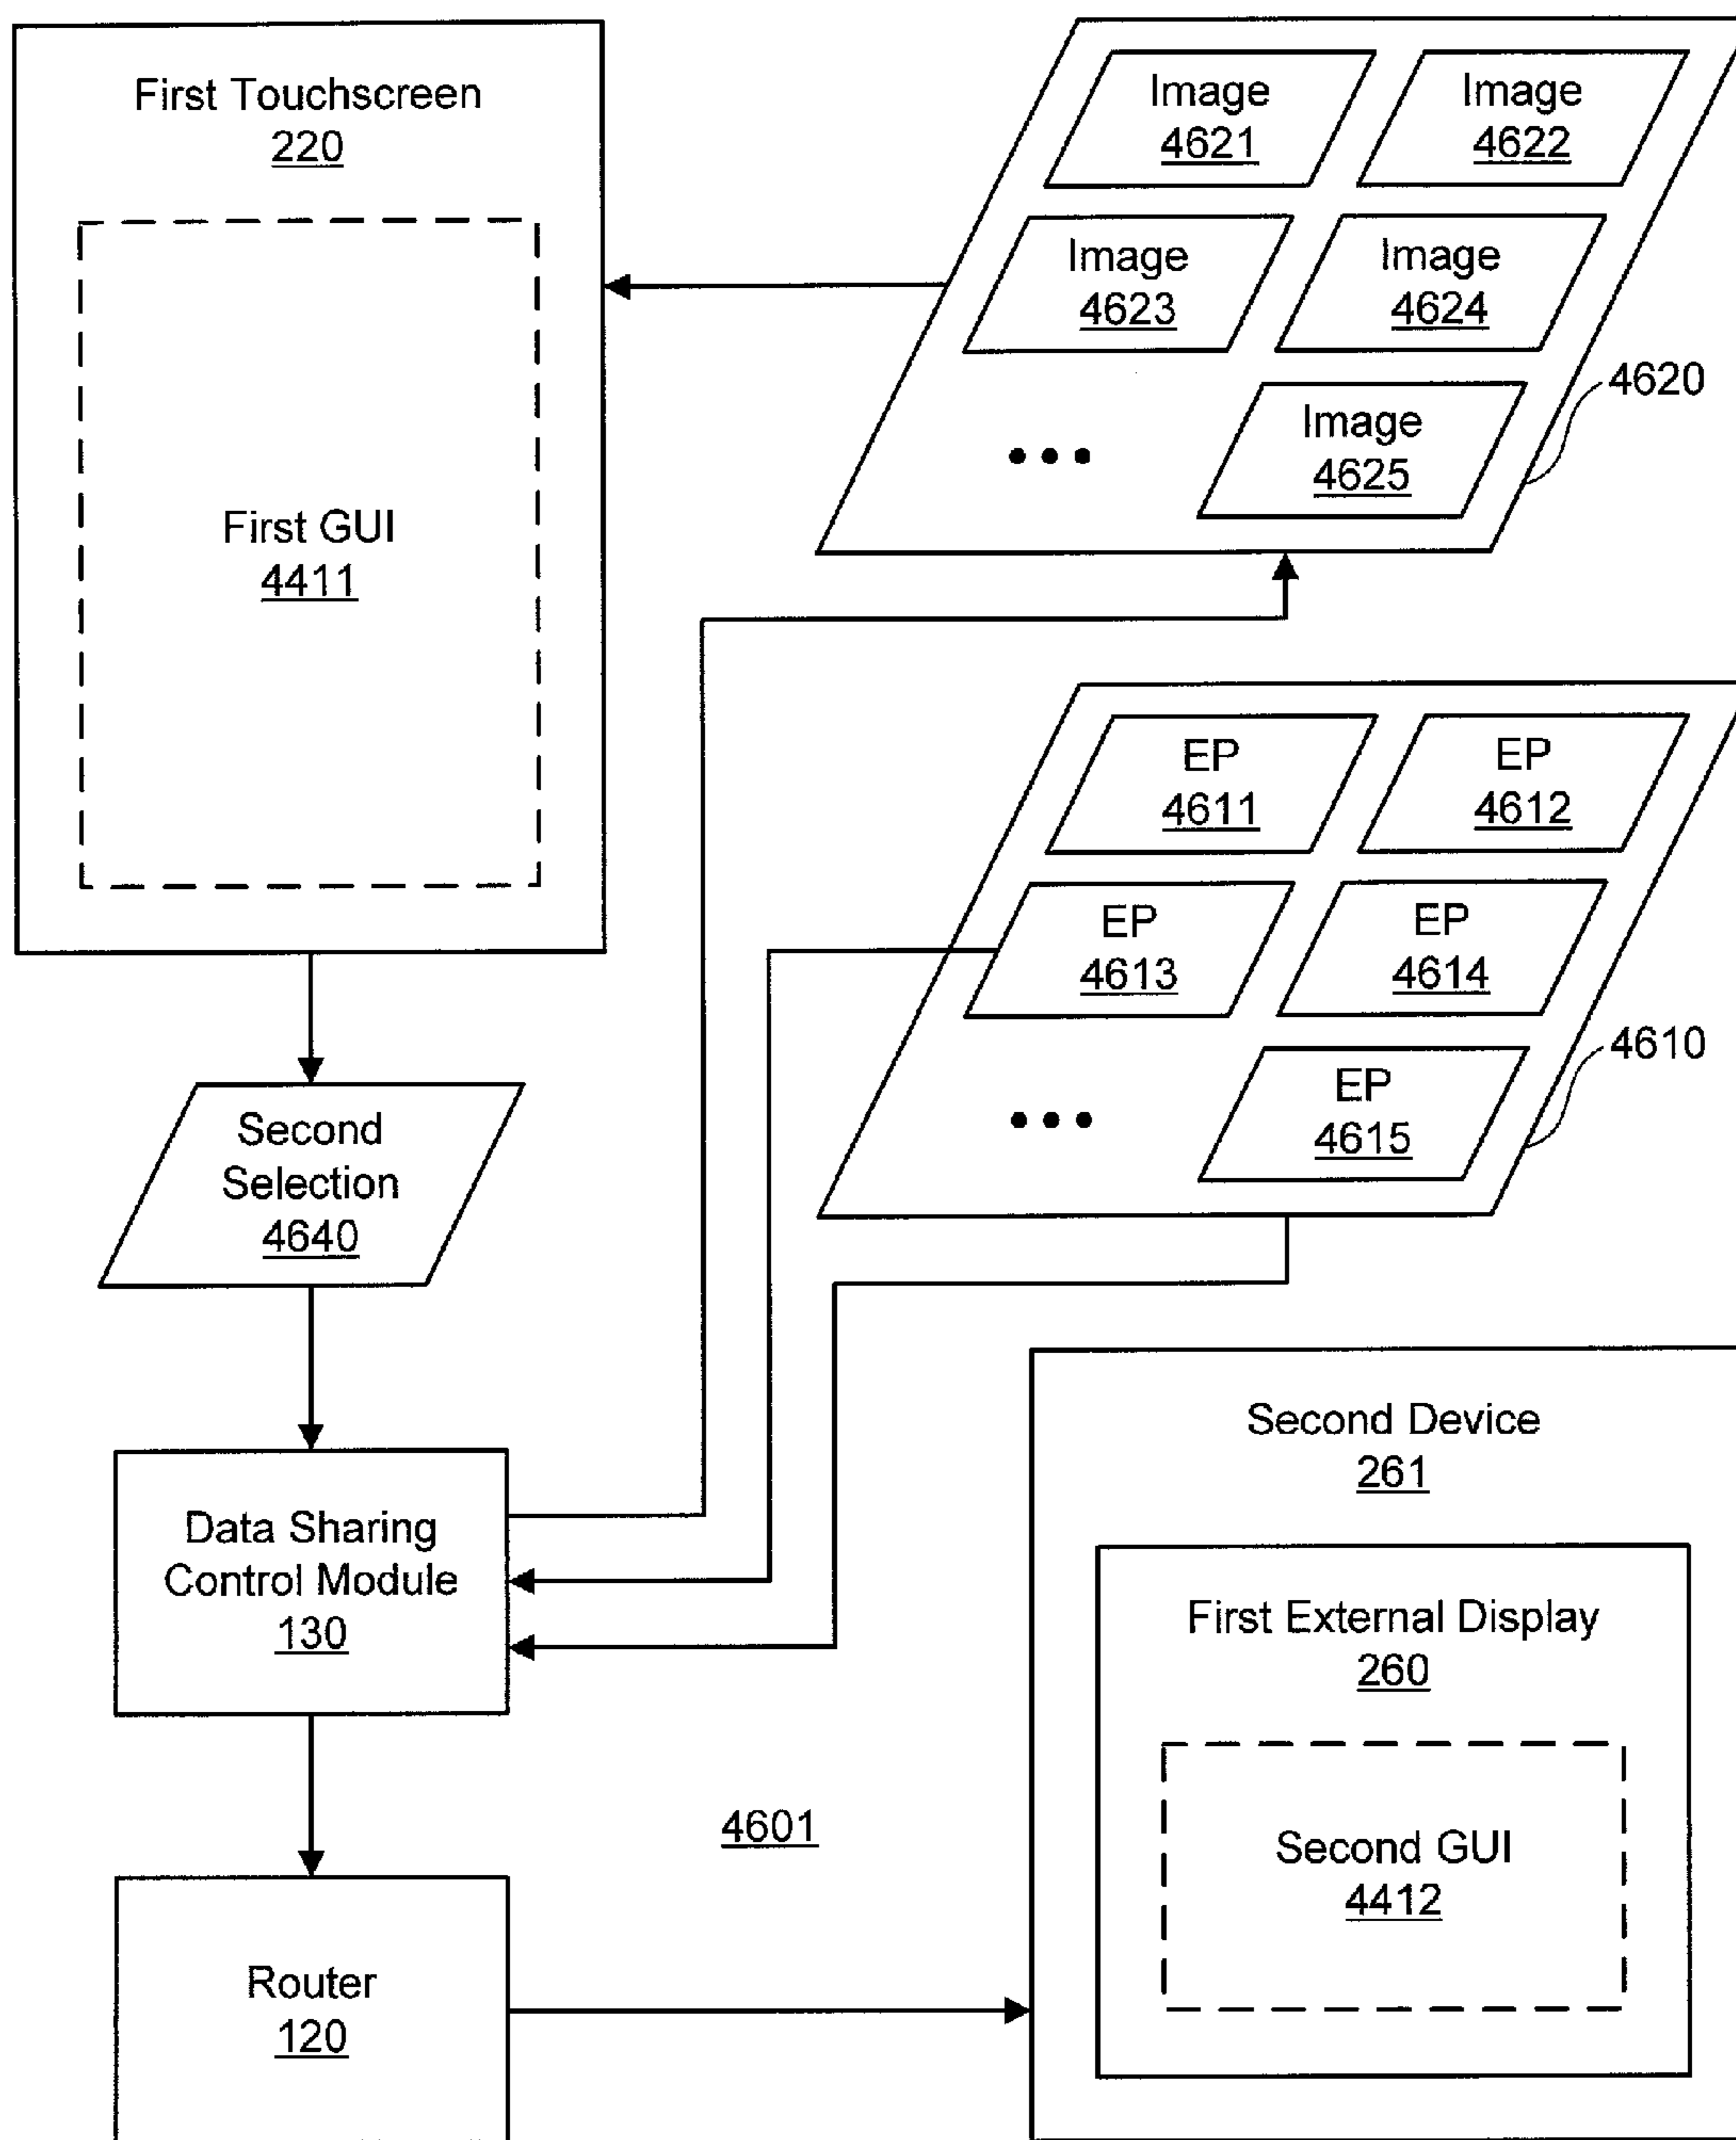 First Touchscreen
220
First GUI
4411
Image
4621
Image
4622
Image
4623
Image
4624
Image
4625
4620
EP
4611
EP
4612
EP
4613
EP
4614
EP
4615
4610
Second
Selection
4640
Data Sharing
Control Module
130
Router
120
4601
Second Device
261
First External Display
260
Second GUI
4412